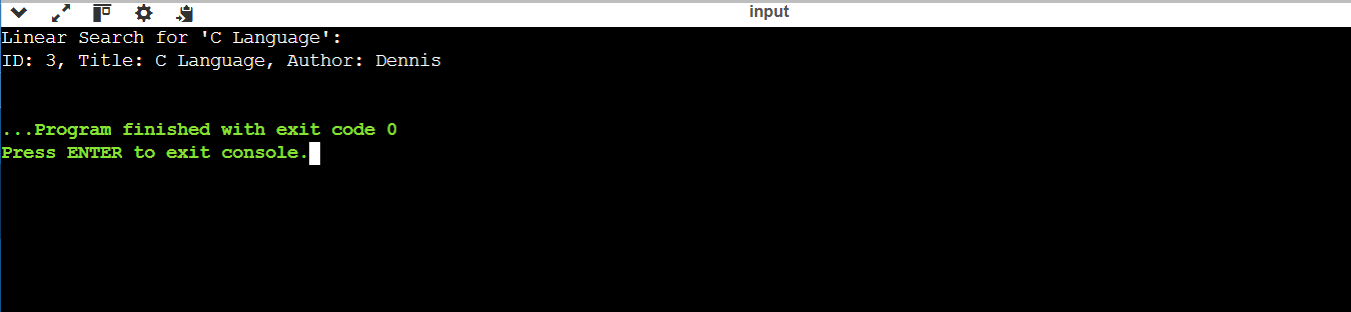 input
Linear Search for 'C Language':
ID: 3, Title: C Language, Author: Dennis
...Program finished with exit code 0
Press ENTER to exit console.